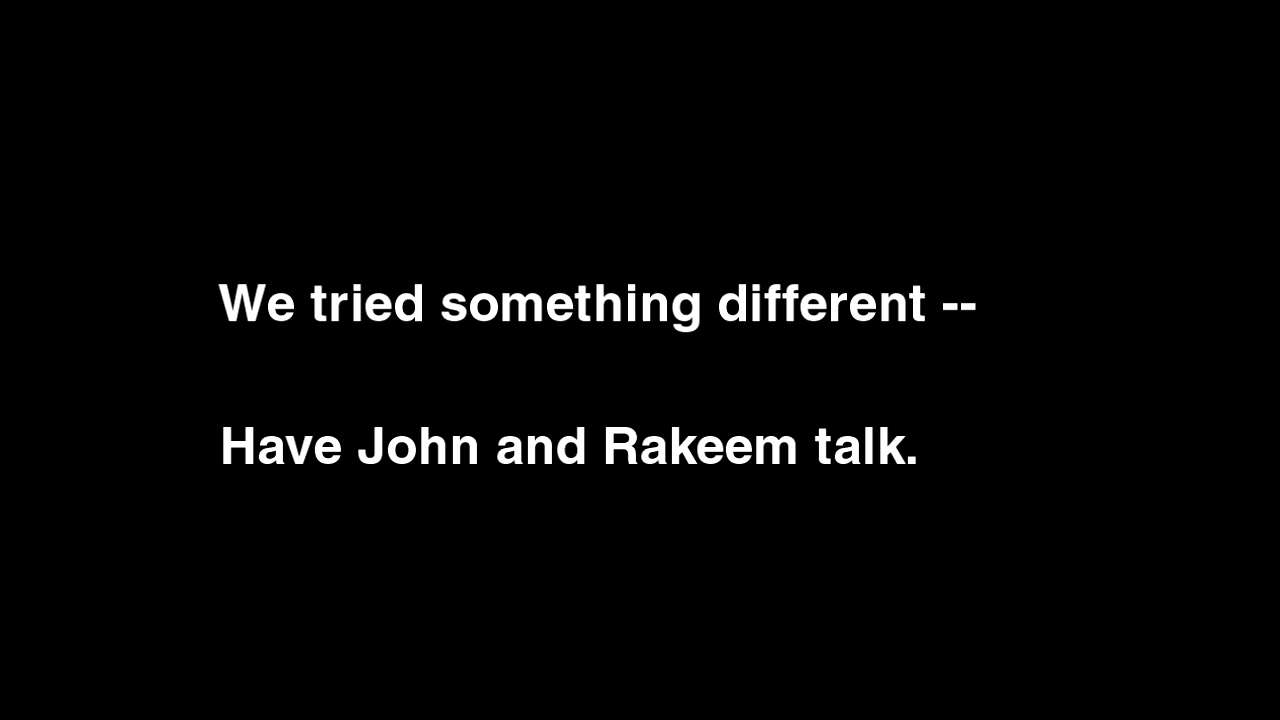 We tried something different --
Have John and Rakeem talk.